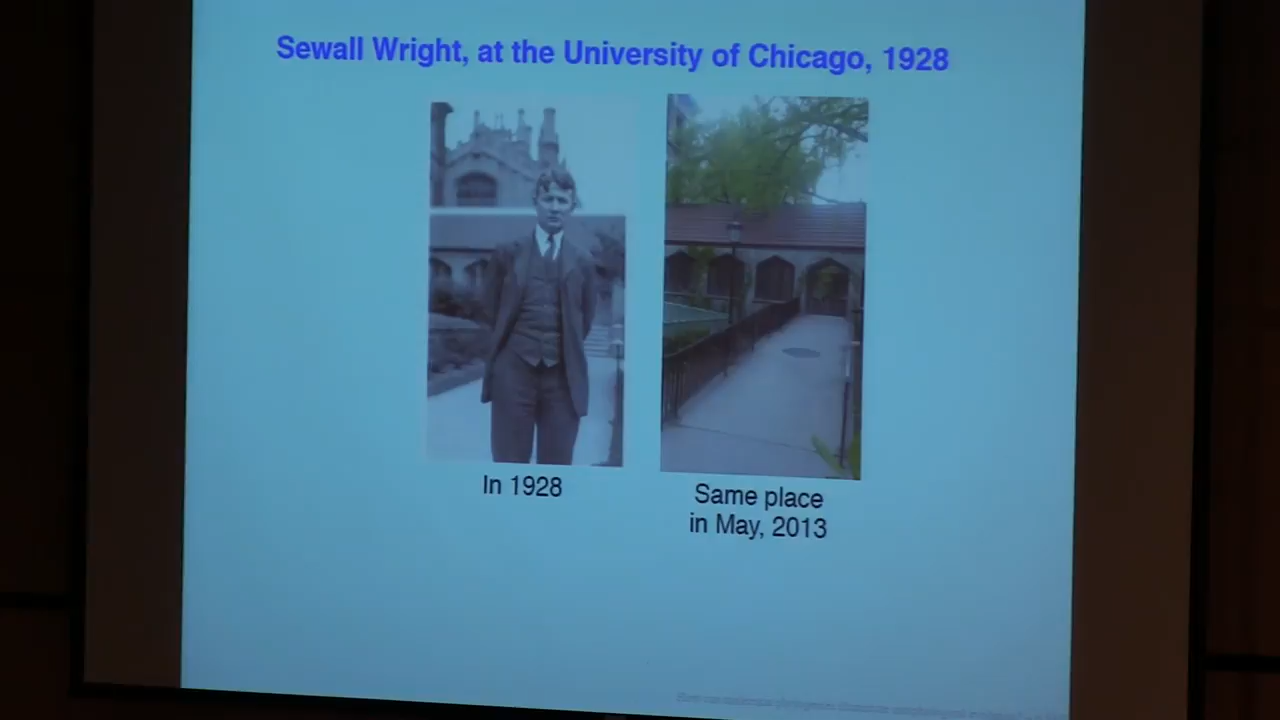 Sewall Wright, at the University of Chicago, 1928
In 1928
Same place
in May, 2013